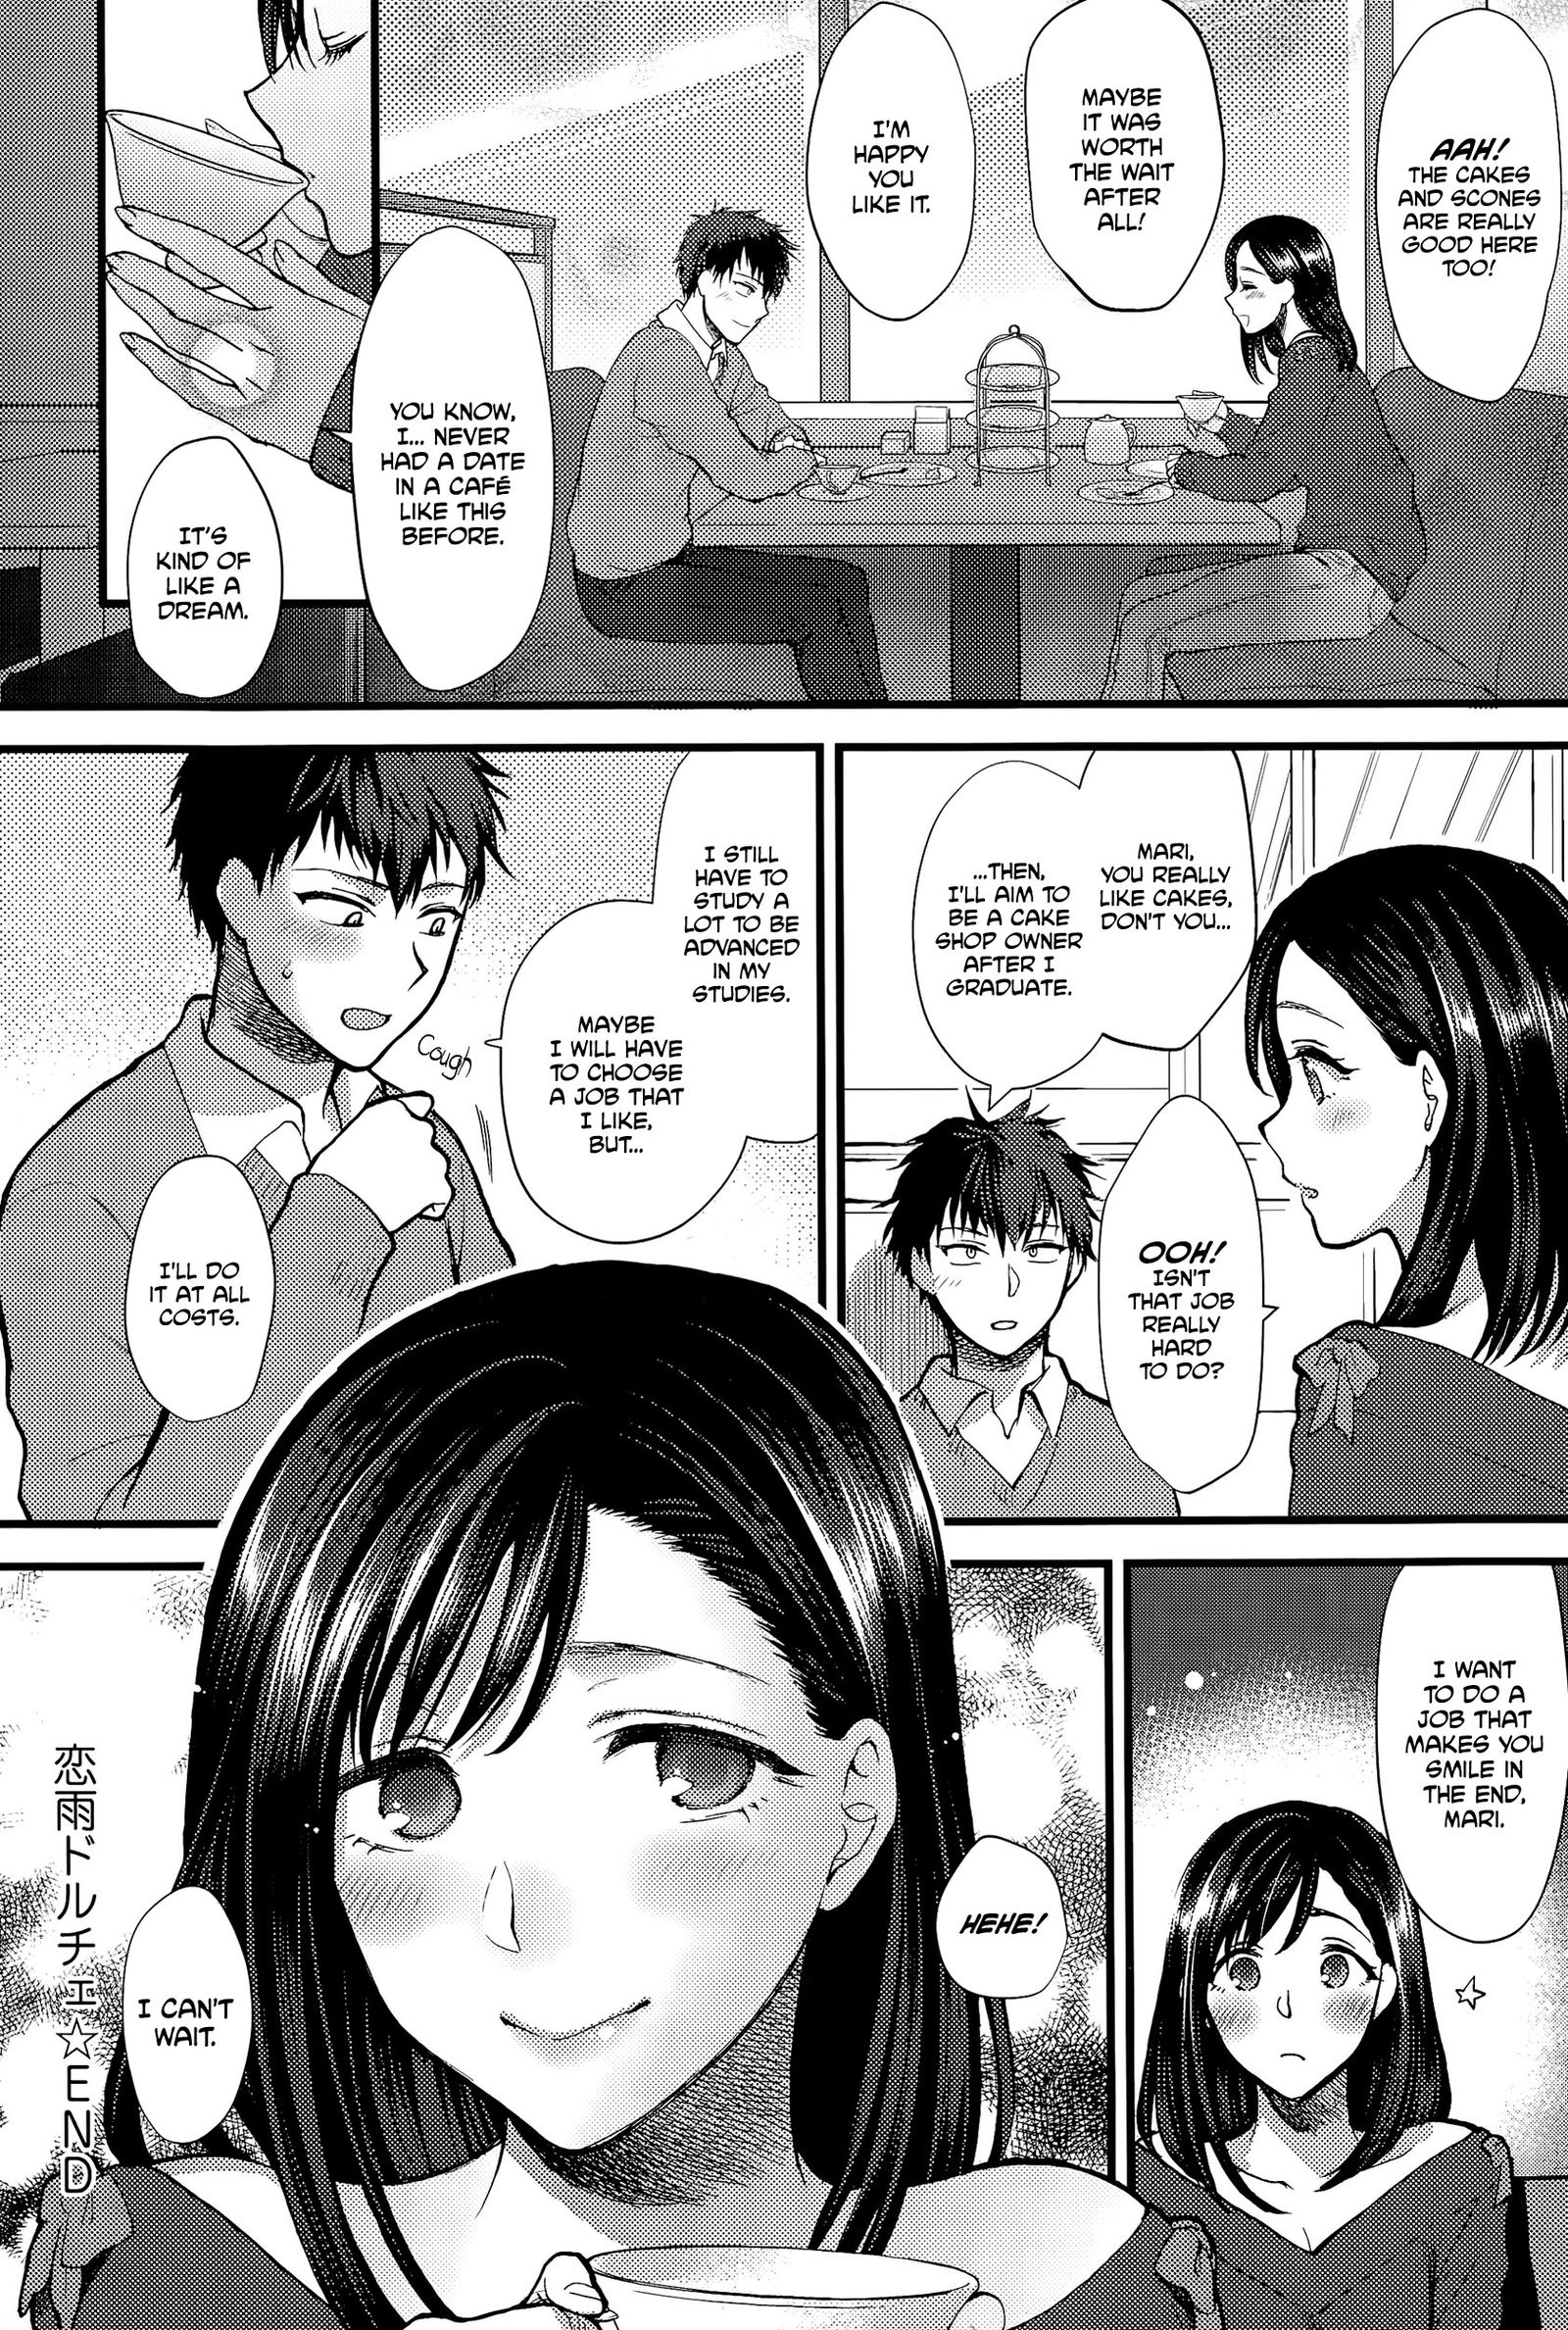 AAH!
THE CAKES
AND SCONES
ARE REALLY
GOOD HERE
TOO!
MAYBE
IT WAS
WORTH
THE WAIT
AFTER
ALL!
I'M
HAPPY
YOU
LIKE IT.
YOU KNOW,
I... NEVER
HAD A DATE
IN A CAFÉ
LIKE THIS
BEFORE.
IT'S
KIND OF
LIKE A
DREAM.
MARI,
YOU REALLY
LIKE CAKES,
DON'T YOU...
...THEN,
I'LL AIM TO
BE A CAKE
SHOP OWNER
AFTER I
GRADUATE.
OOH!
ISN'T
THAT JOB
REALLY
HARD
TO DO?
I STILL
HAVE TO
STUDY A
LOT TO BE
ADVANCED
IN MY
STUDIES.
MAYBE
I WILL HAVE
TO CHOOSE
A JOB THAT
I LIKE,
BUT...
Cough
I'LL DO
IT AT ALL
COSTS.
I WANT
TO DO A
JOB THAT
MAKES YOU
SMILE IN
THE END,
MARI.
HEHE!
I CAN'T
WAIT.
恋雨ドルチェ☆END